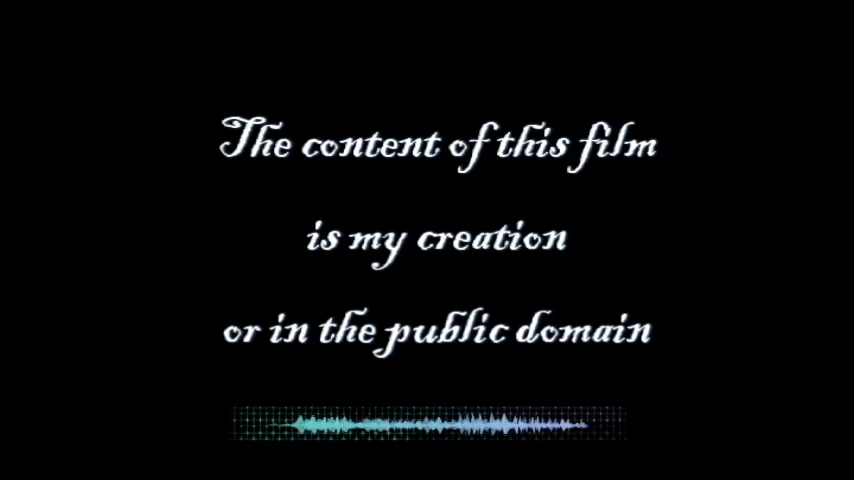 The content of this film
is my creation
or in the public domain